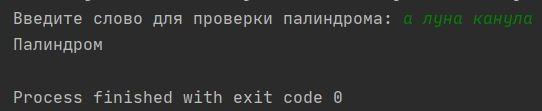 Введите слово для проверки палиндрома: а луна канула
Палиндром
Process finished with exit code 0